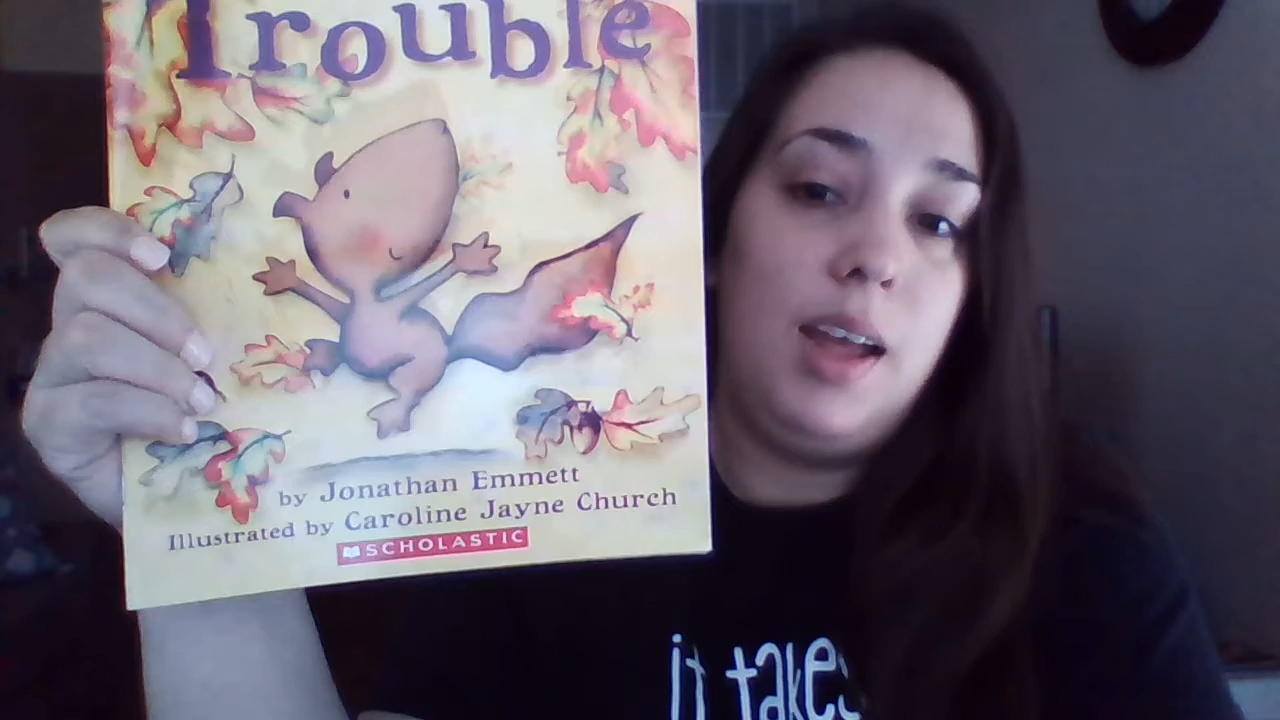 Trouble
by Jonathan Emmett
Illustrated by Caroline Jayne Church
SCHOLASTIC
it takes